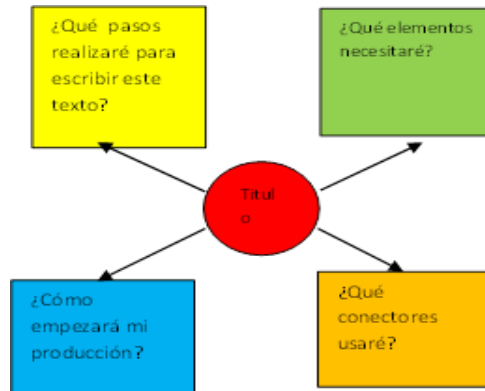 ¿Qué pasos
realizaré para
escribir este
texto?
¿Qué elementos
necesitaré?
Titul
o
¿Cómo
empezará mi
producción?
¿Qué
conectores
usaré?